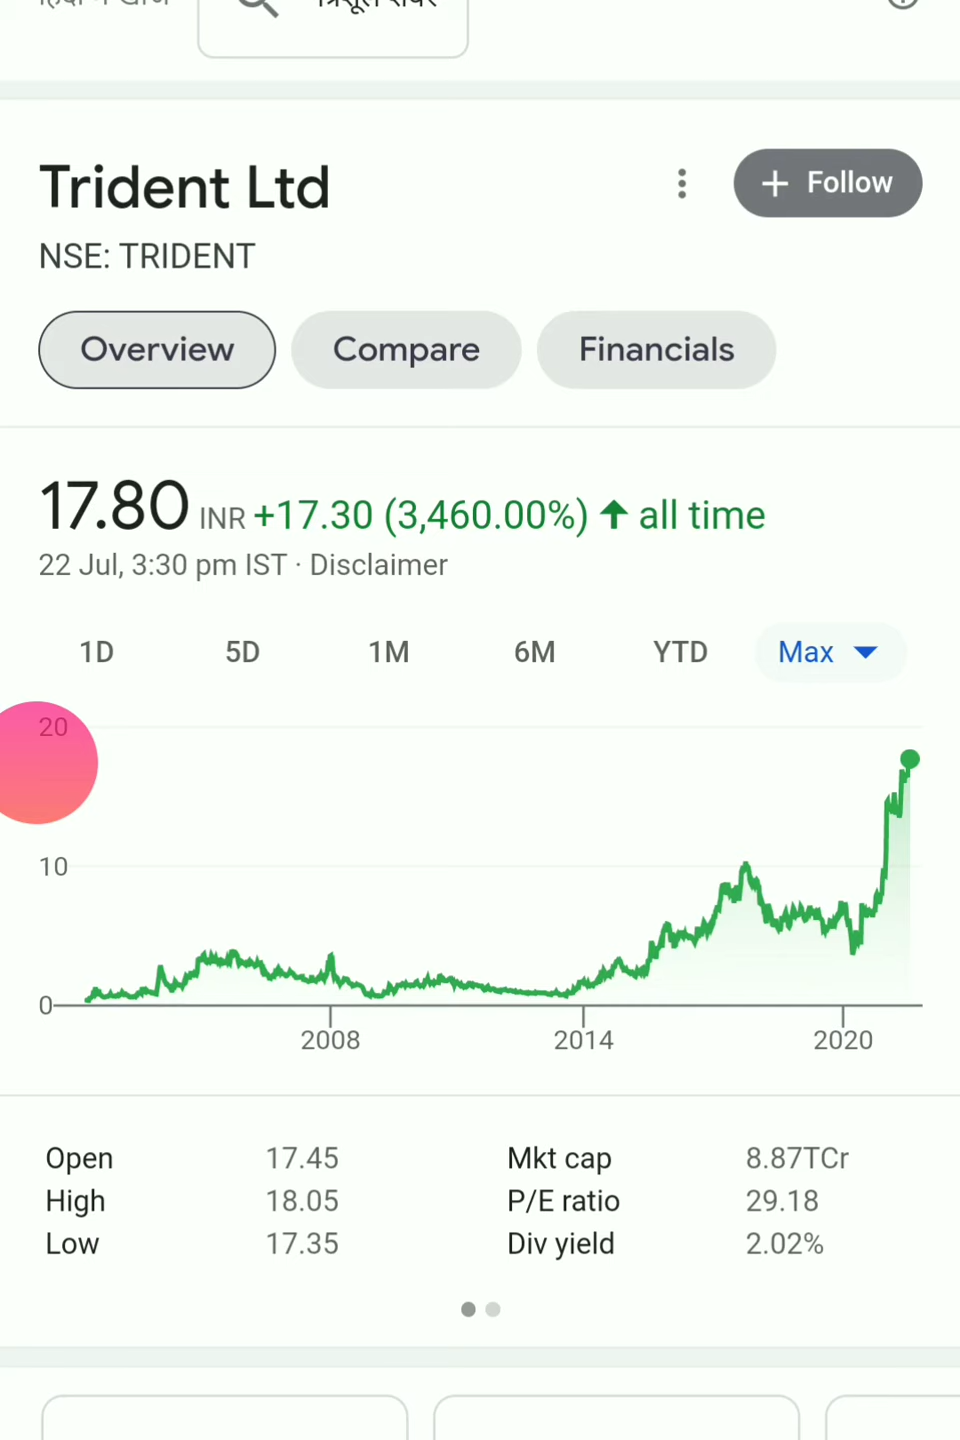 Trident Ltd
+ Follow
NSE: TRIDENT
Overview
Compare
Financials
17.80 INR +17.30 (3,460.00%) ↑ all time
22 Jul, 3:30 pm IST · Disclaimer
1D 5D 1M 6M YTD Max
20
10
0
2008 2014 2020
Open 17.45 Mkt cap 8.87TCr
High 18.05 P/E ratio 29.18
Low 17.35 Div yield 2.02%